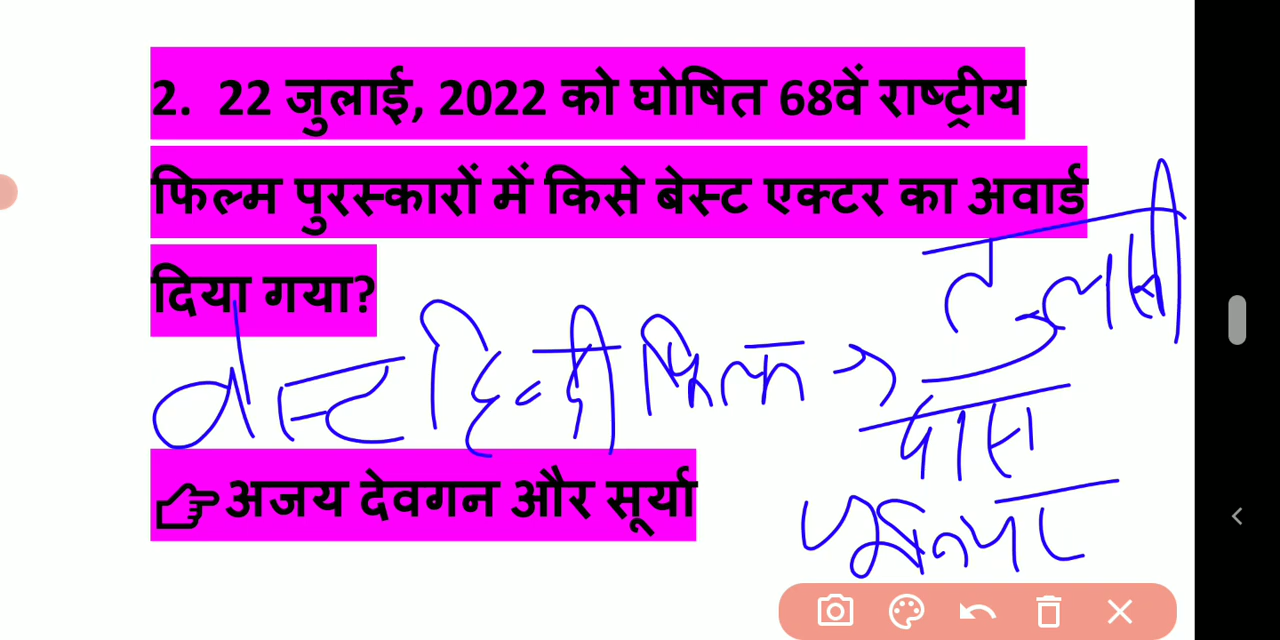 2. 22 जुलाई, 2022 को घोषित 68वें राष्ट्रीय
फिल्म पुरस्कारों में किसे बेस्ट एक्टर का अवार्ड
दिया गया?
बेस्ट हिन्दी फिल्म → तुलसी
दास
जूनियर
👉अजय देवगन और सूर्या